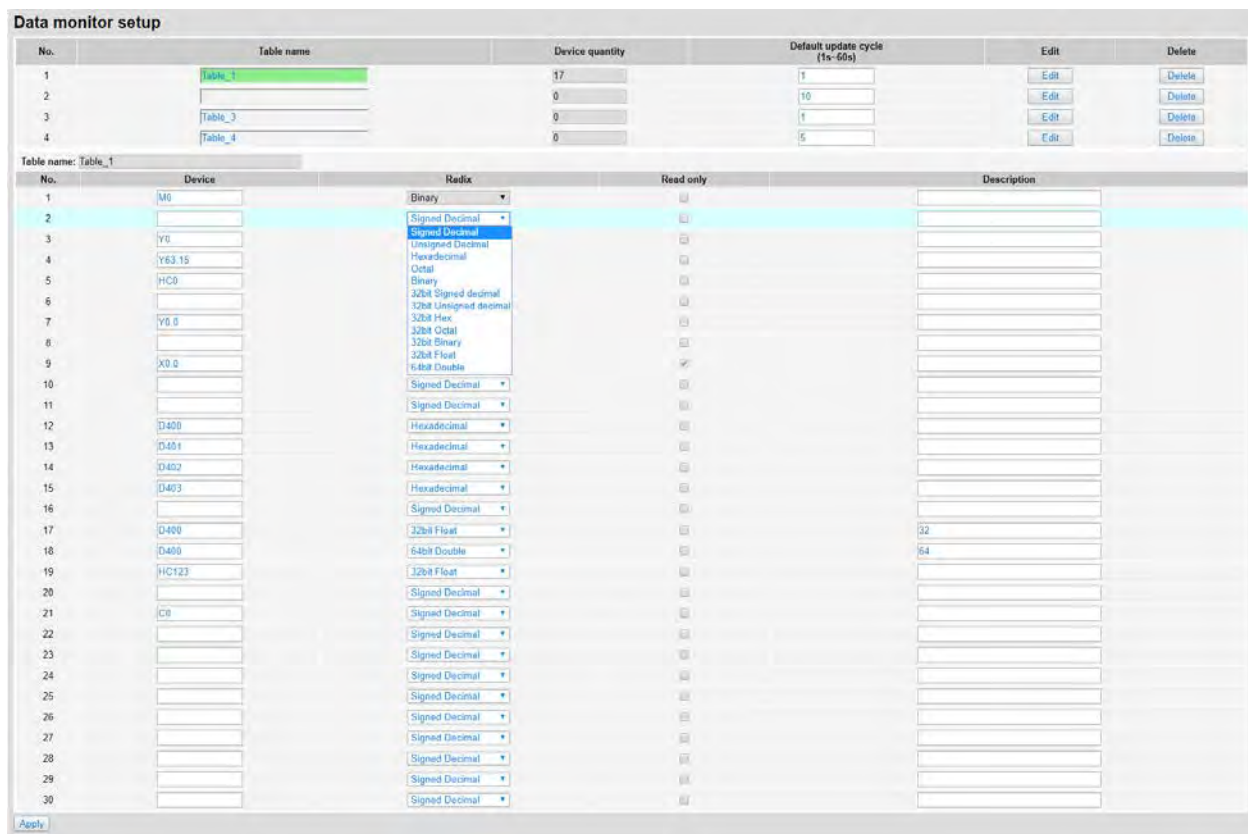 Data monitor setup
No. Table name Device quantity Default update cycle (1s~60s) Edit Delete
1 Table_1 17 1 Edit Delete
2 0 10 Edit Delete
3 Table_3 0 1 Edit Delete
4 Table_4 0 5 Edit Delete
Table name: Table_1
No. Device Radix Read only Description
1 M0 Binary
2 Signed Decimal
Signed Decimal
3 Y0
Unsigned Decimal
4 Y63.15 Hexadecimal
Octal
5 HC0 Binary
32bit Signed decimal
6 32bit Unsigned decimal
7 Y0.0 32bit Hex
32bit Octal
8 32bit Binary
9 X0.0 32bit Float
64bit Double
10 Signed Decimal
11 Signed Decimal
12 D400 Hexadecimal
13 D401 Hexadecimal
14 D402 Hexadecimal
15 D403 Hexadecimal
16 Signed Decimal
17 D400 32bit Float 32
18 D400 64bit Double 64
19 HC123 32bit Float
20 Signed Decimal
21 C0 Signed Decimal
22 Signed Decimal
23 Signed Decimal
24 Signed Decimal
25 Signed Decimal
26 Signed Decimal
27 Signed Decimal
28 Signed Decimal
29 Signed Decimal
30 Signed Decimal
Apply